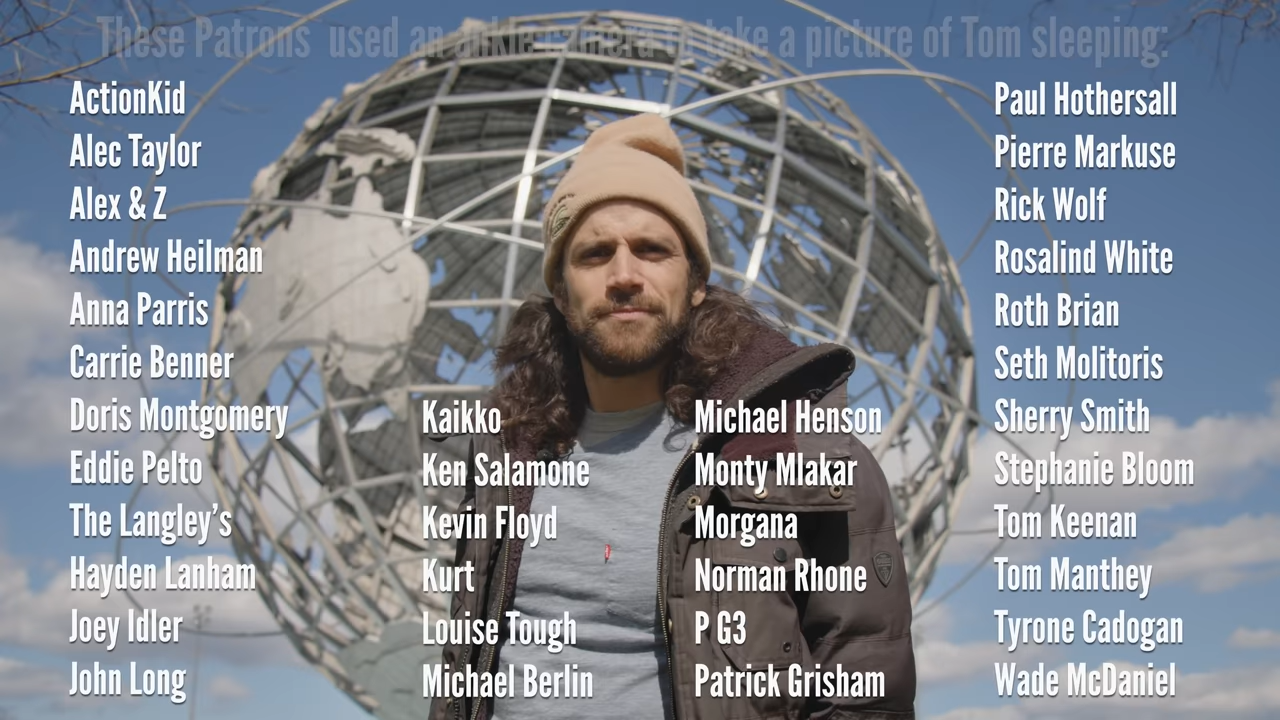 These Patrons used an ankle camera to take a picture of Tom sleeping:
ActionKid
Alec Taylor
Alex & Z
Andrew Heilman
Anna Parris
Carrie Benner
Doris Montgomery
Eddie Pelto
The Langley's
Hayden Lanham
Joey Idler
John Long
Kaikko
Ken Salamone
Kevin Floyd
Kurt
Louise Tough
Michael Berlin
Michael Henson
Monty Mlakar
Morgana
Norman Rhone
P G3
Patrick Grisham
Paul Hothersall
Pierre Markuse
Rick Wolf
Rosalind White
Roth Brian
Seth Molitoris
Sherry Smith
Stephanie Bloom
Tom Keenan
Tom Manthey
Tyrone Cadogan
Wade McDaniel